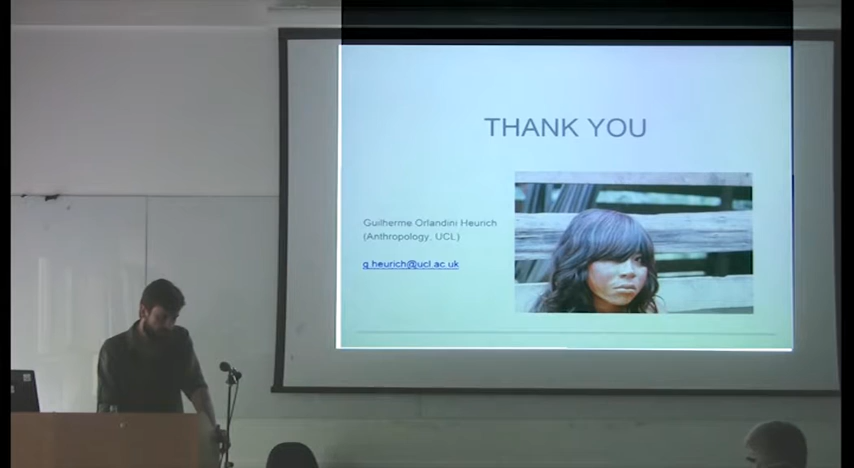 THANK YOU
Guilherme Orlandini Heurich
(Anthropology. UCL)
g.heurich@ucl.ac.uk